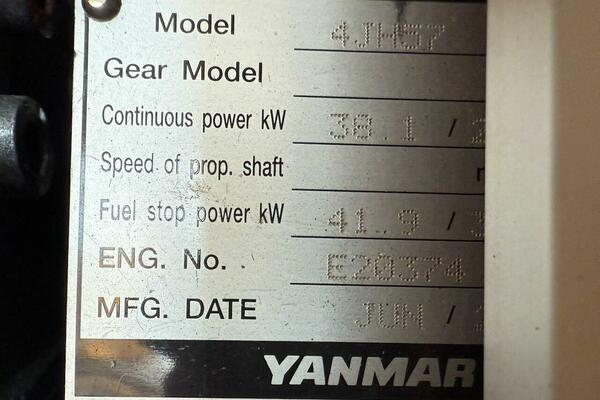 Model 4JH57
Gear Model
Continuous power kW 38.1 /
Speed of prop. shaft
Fuel stop power kW 41.9 /
ENG. No. E20374
MFG. DATE JUN /
YANMAR